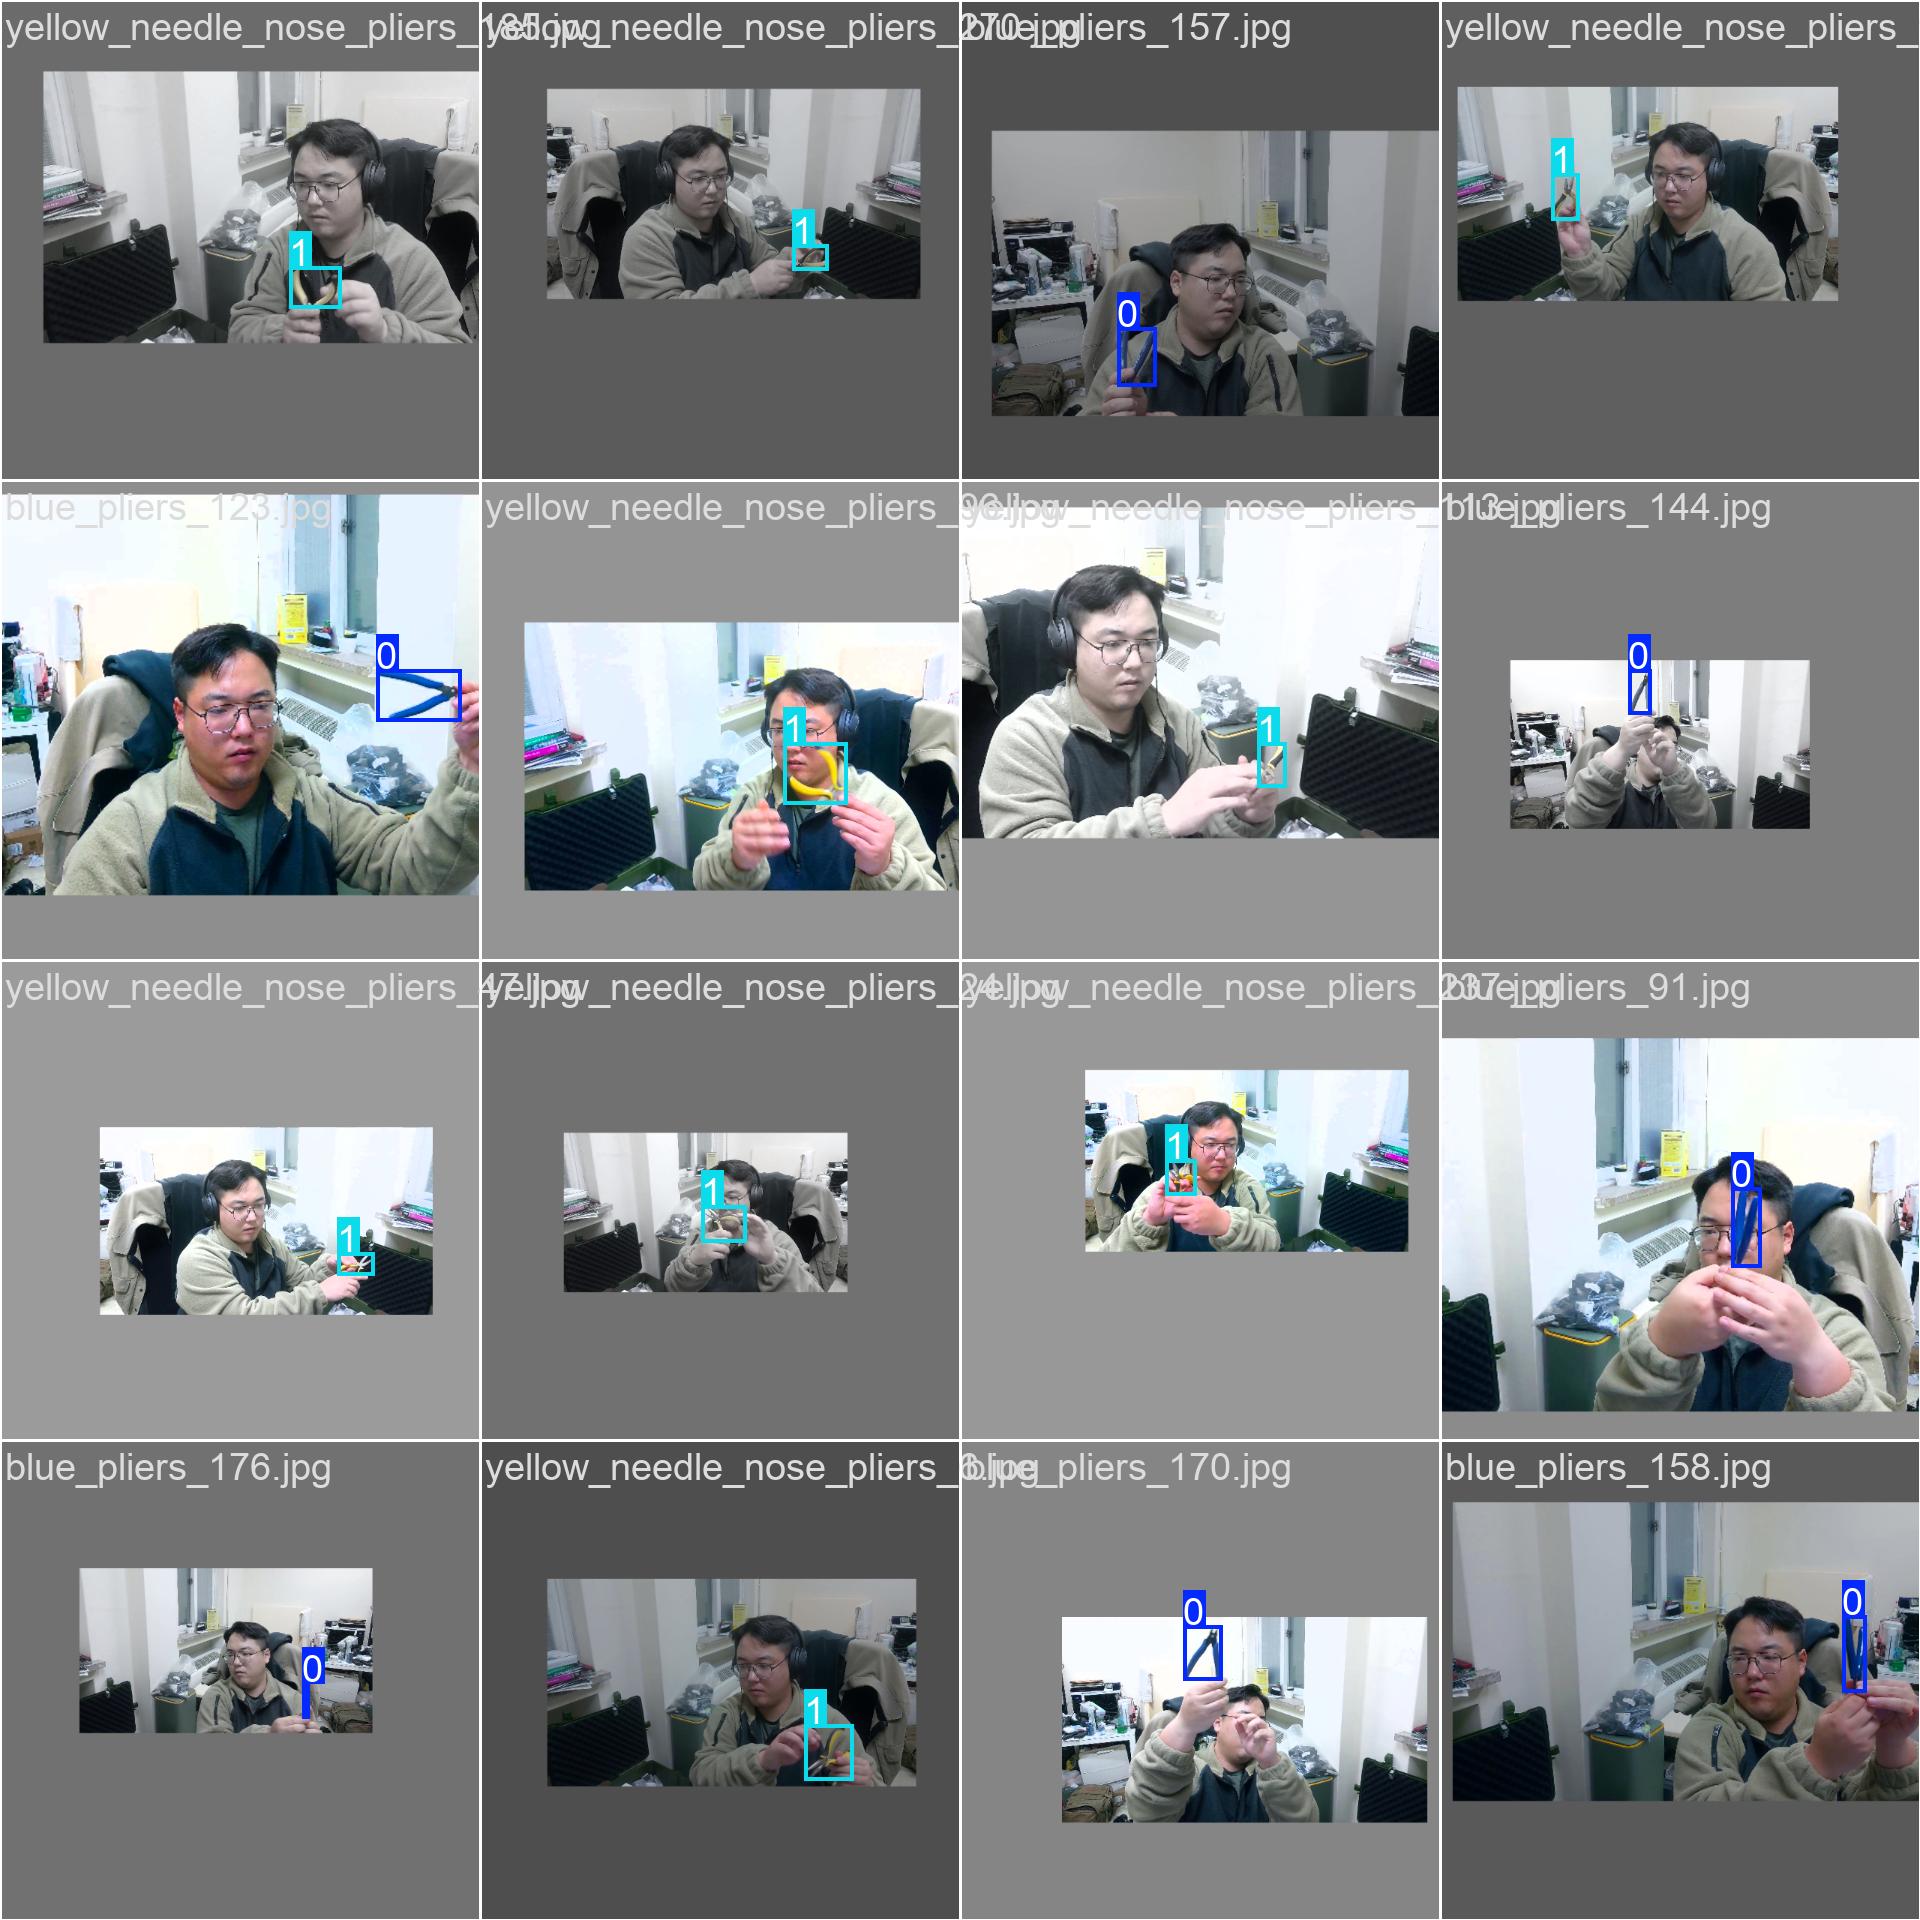 yellow_needle_nose_pliers_185.jpg
1
yellow_needle_nose_pliers_270.jpg
1
blue_pliers_157.jpg
0
yellow_needle_nose_pliers_
1
blue_pliers_123.jpg
0
yellow_needle_nose_pliers_90.jpg
1
yellow_needle_nose_pliers_113.jpg
1
blue_pliers_144.jpg
0
yellow_needle_nose_pliers_47.jpg
1
yellow_needle_nose_pliers_24.jpg
1
yellow_needle_nose_pliers_237.jpg
1
blue_pliers_91.jpg
0
blue_pliers_176.jpg
0
yellow_needle_nose_pliers_6.jpg
1
blue_pliers_170.jpg
0
blue_pliers_158.jpg
0